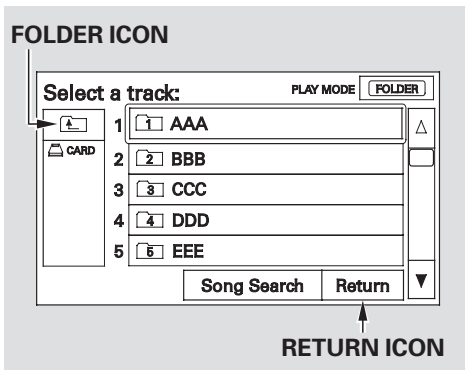 FOLDER ICON
Select a track: PLAY MODE FOLDER
1 1 AAA
CARD
2 2 BBB
3 3 CCC
4 4 DDD
5 5 EEE
Song Search Return
RETURN ICON